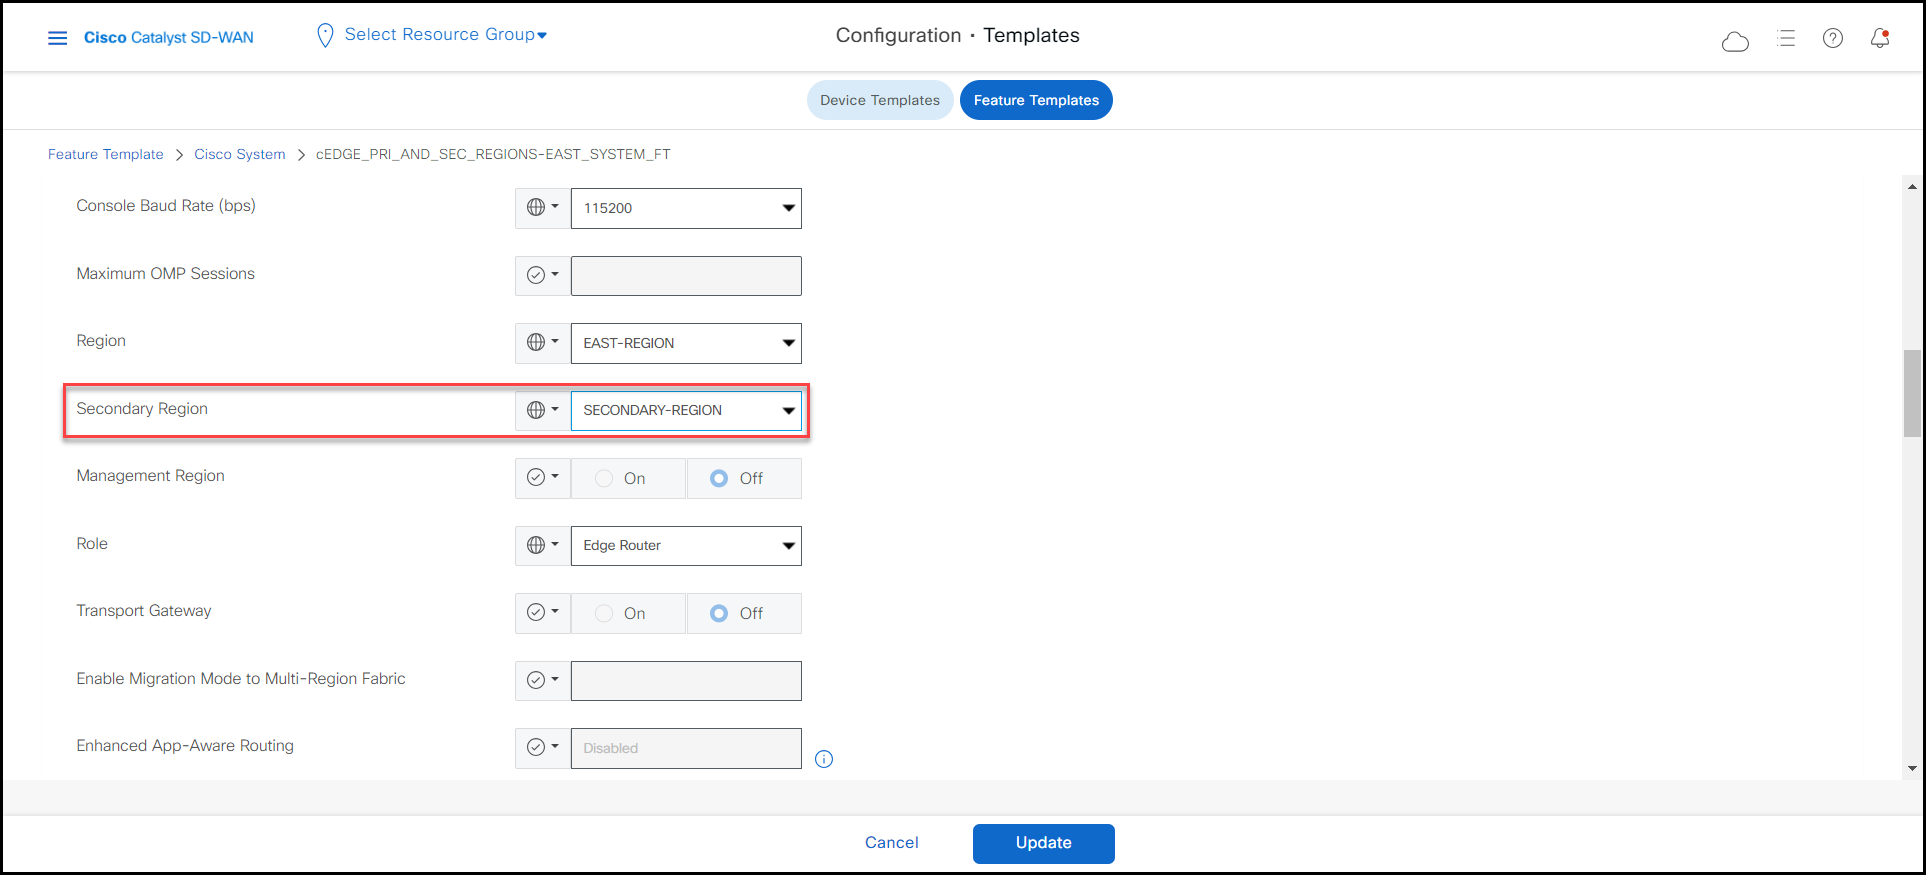 Cisco Catalyst SD-WAN
Select Resource Group
Configuration · Templates
Device Templates
Feature Templates
Feature Template > Cisco System > cEDGE_PRI_AND_SEC_REGIONS-EAST_SYSTEM_FT
Console Baud Rate (bps)
115200
Maximum OMP Sessions
Region
EAST-REGION
Secondary Region
SECONDARY-REGION
Management Region
On
Off
Role
Edge Router
Transport Gateway
On
Off
Enable Migration Mode to Multi-Region Fabric
Enhanced App-Aware Routing
Disabled
Cancel
Update